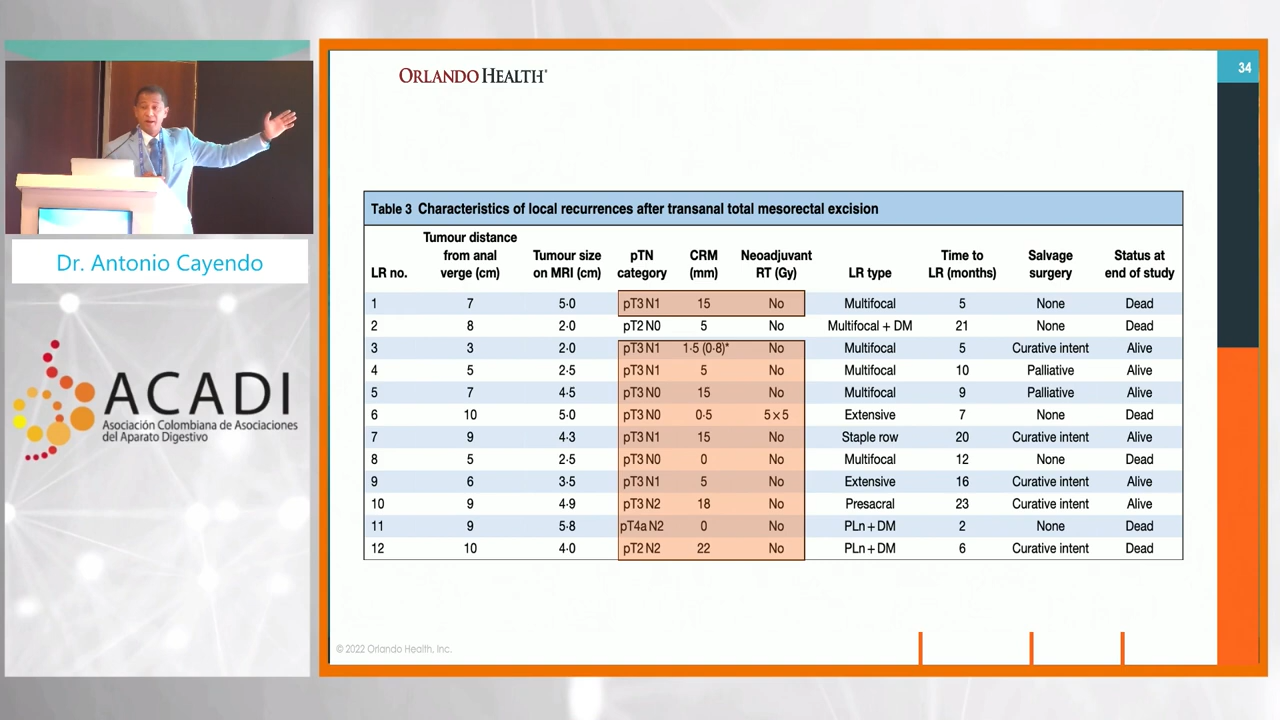 ORLANDO HEALTH®
34
Dr. Antonio Cayendo
ACADI
Asociación Colombiana de Asociaciones
del Aparato Digestivo
Table 3 Characteristics of local recurrences after transanal total mesorectal excision
LR no. Tumour distance from anal verge (cm) Tumour size on MRI (cm) pTN category CRM (mm) Neoadjuvant RT (Gy) LR type Time to LR (months) Salvage surgery Status at end of study
1 7 5·0 pT3 N1 15 No Multifocal 5 None Dead
2 8 2·0 pT2 N0 5 No Multifocal + DM 21 None Dead
3 3 2·0 pT3 N1 1·5 (0·8)* No Multifocal 5 Curative intent Alive
4 5 2·5 pT3 N1 5 No Multifocal 10 Palliative Alive
5 7 4·5 pT3 N0 15 No Multifocal 9 Palliative Alive
6 10 5·0 pT3 N0 0·5 5 × 5 Extensive 7 None Dead
7 9 4·3 pT3 N1 15 No Staple row 20 Curative intent Alive
8 5 2·5 pT3 N0 0 No Multifocal 12 None Dead
9 6 3·5 pT3 N1 5 No Extensive 16 Curative intent Alive
10 9 4·9 pT3 N2 18 No Presacral 23 Curative intent Alive
11 9 5·8 pT4a N2 0 No PLn + DM 2 None Dead
12 10 4·0 pT2 N2 22 No PLn + DM 6 Curative intent Dead
© 2022 Orlando Health, Inc.